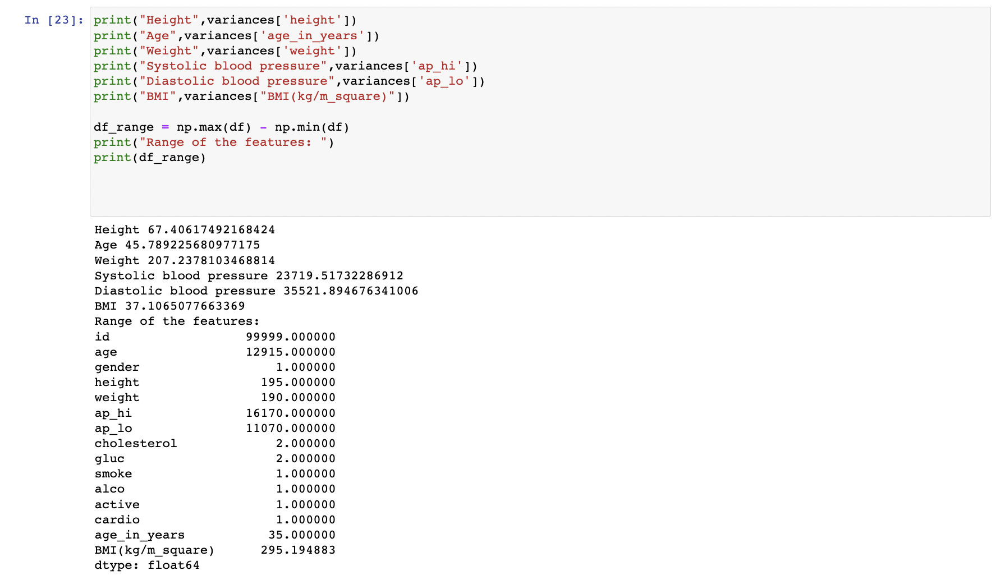 In [23]: print("Height",variances['height'])
print("Age",variances['age_in_years'])
print("Weight",variances['weight'])
print("Systolic blood pressure",variances['ap_hi'])
print("Diastolic blood pressure",variances['ap_lo'])
print("BMI",variances["BMI(kg/m_square)"])
df_range = np.max(df) - np.min(df)
print("Range of the features: ")
print(df_range)
Height 67.40617492168424
Age 45.789225680977175
Weight 207.2378103468814
Systolic blood pressure 23719.51732286912
Diastolic blood pressure 35521.894676341006
BMI 37.1065077663369
Range of the features:
id 99999.000000
age 12915.000000
gender 1.000000
height 195.000000
weight 190.000000
ap_hi 16170.000000
ap_lo 11070.000000
cholesterol 2.000000
gluc 2.000000
smoke 1.000000
alco 1.000000
active 1.000000
cardio 1.000000
age_in_years 35.000000
BMI(kg/m_square) 295.194883
dtype: float64